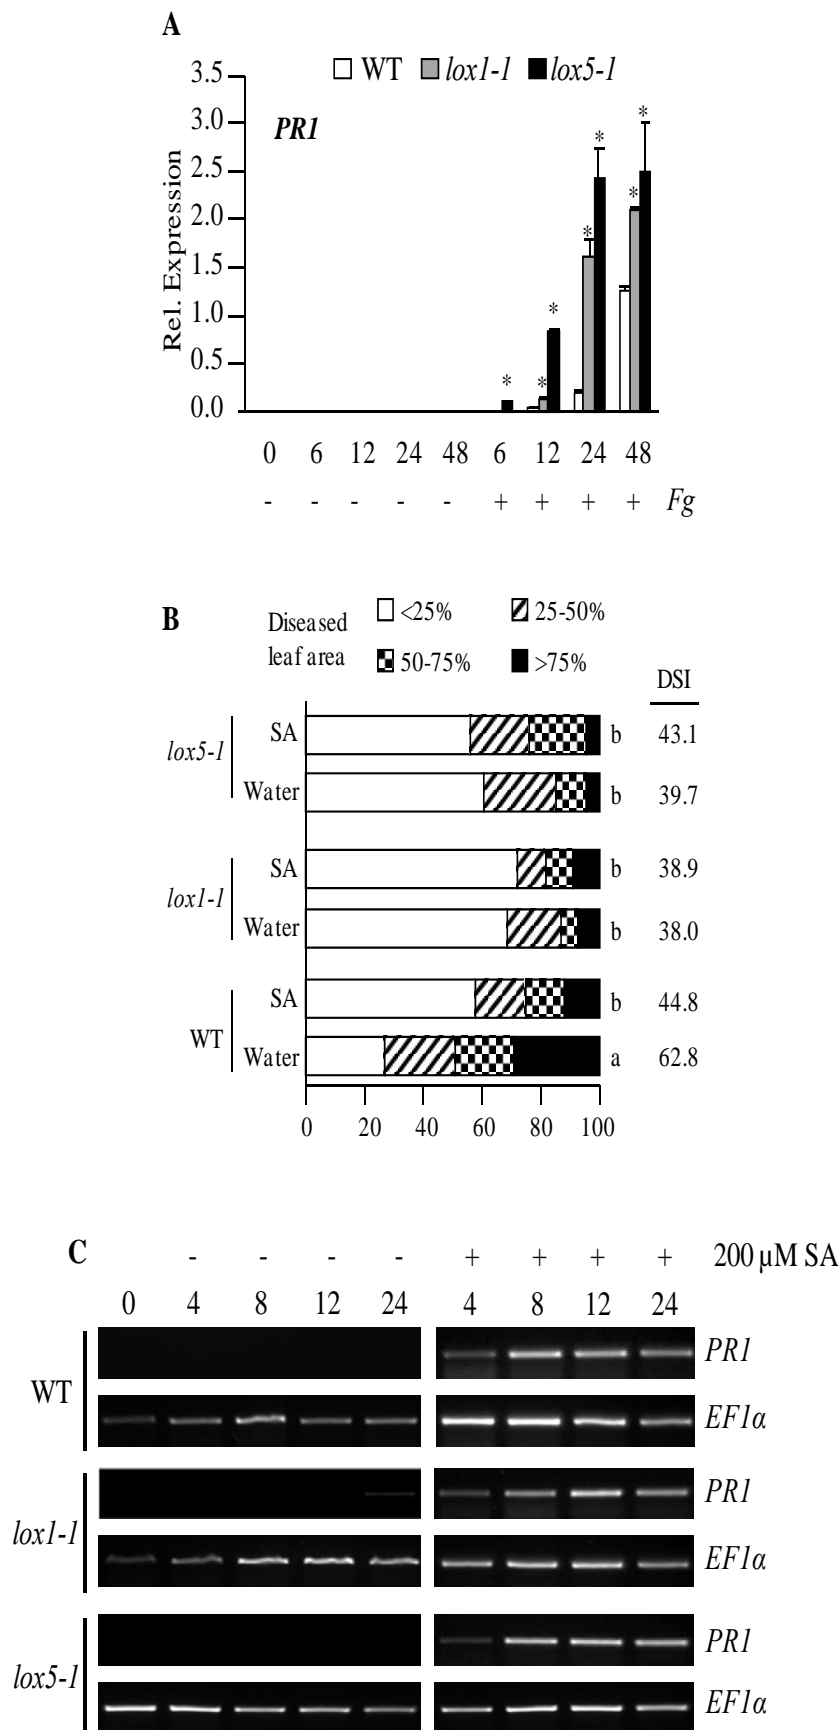 A
WT lox1-1 lox5-1
3.5
3.0
2.5
2.0
1.5
1.0
0.5
0.0
Rel. Expression
PR1
* * * * * * *
0 6 12 24 48 6 12 24 48
- - - - - + + + + Fg
B
Diseased leaf area
<25% 25-50%
50-75% >75%
DSI
lox5-1
SA b 43.1
Water b 39.7
lox1-1
SA b 38.9
Water b 38.0
WT
SA b 44.8
Water a 62.8
0 20 40 60 80 100
C
- - - - + + + + 200 μM SA
0 4 8 12 24 4 8 12 24
WT
PR1
EF1α
lox1-1
PR1
EF1α
lox5-1
PR1
EF1α